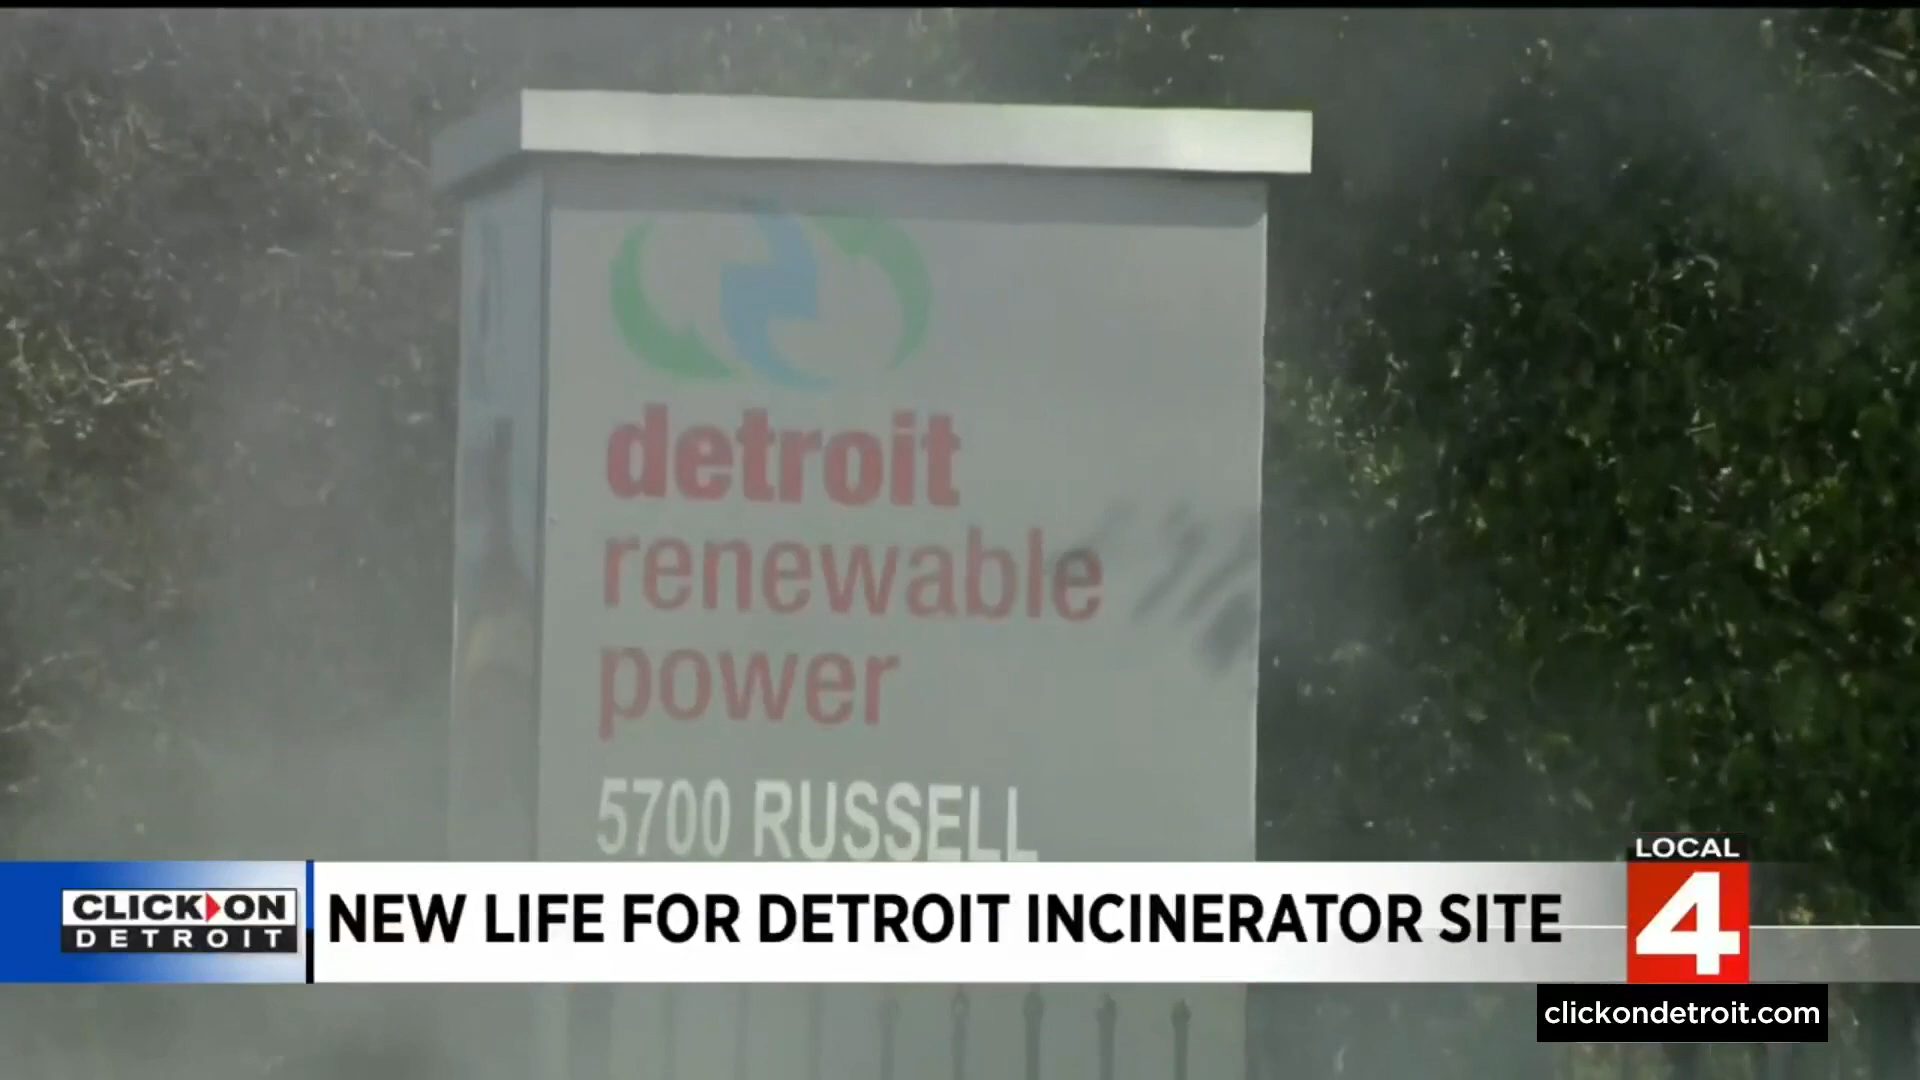 detroit
renewable
power
5700 RUSSELL
CLICK ON
DETROIT
NEW LIFE FOR DETROIT INCINERATOR SITE
LOCAL
4
clickondetroit.com